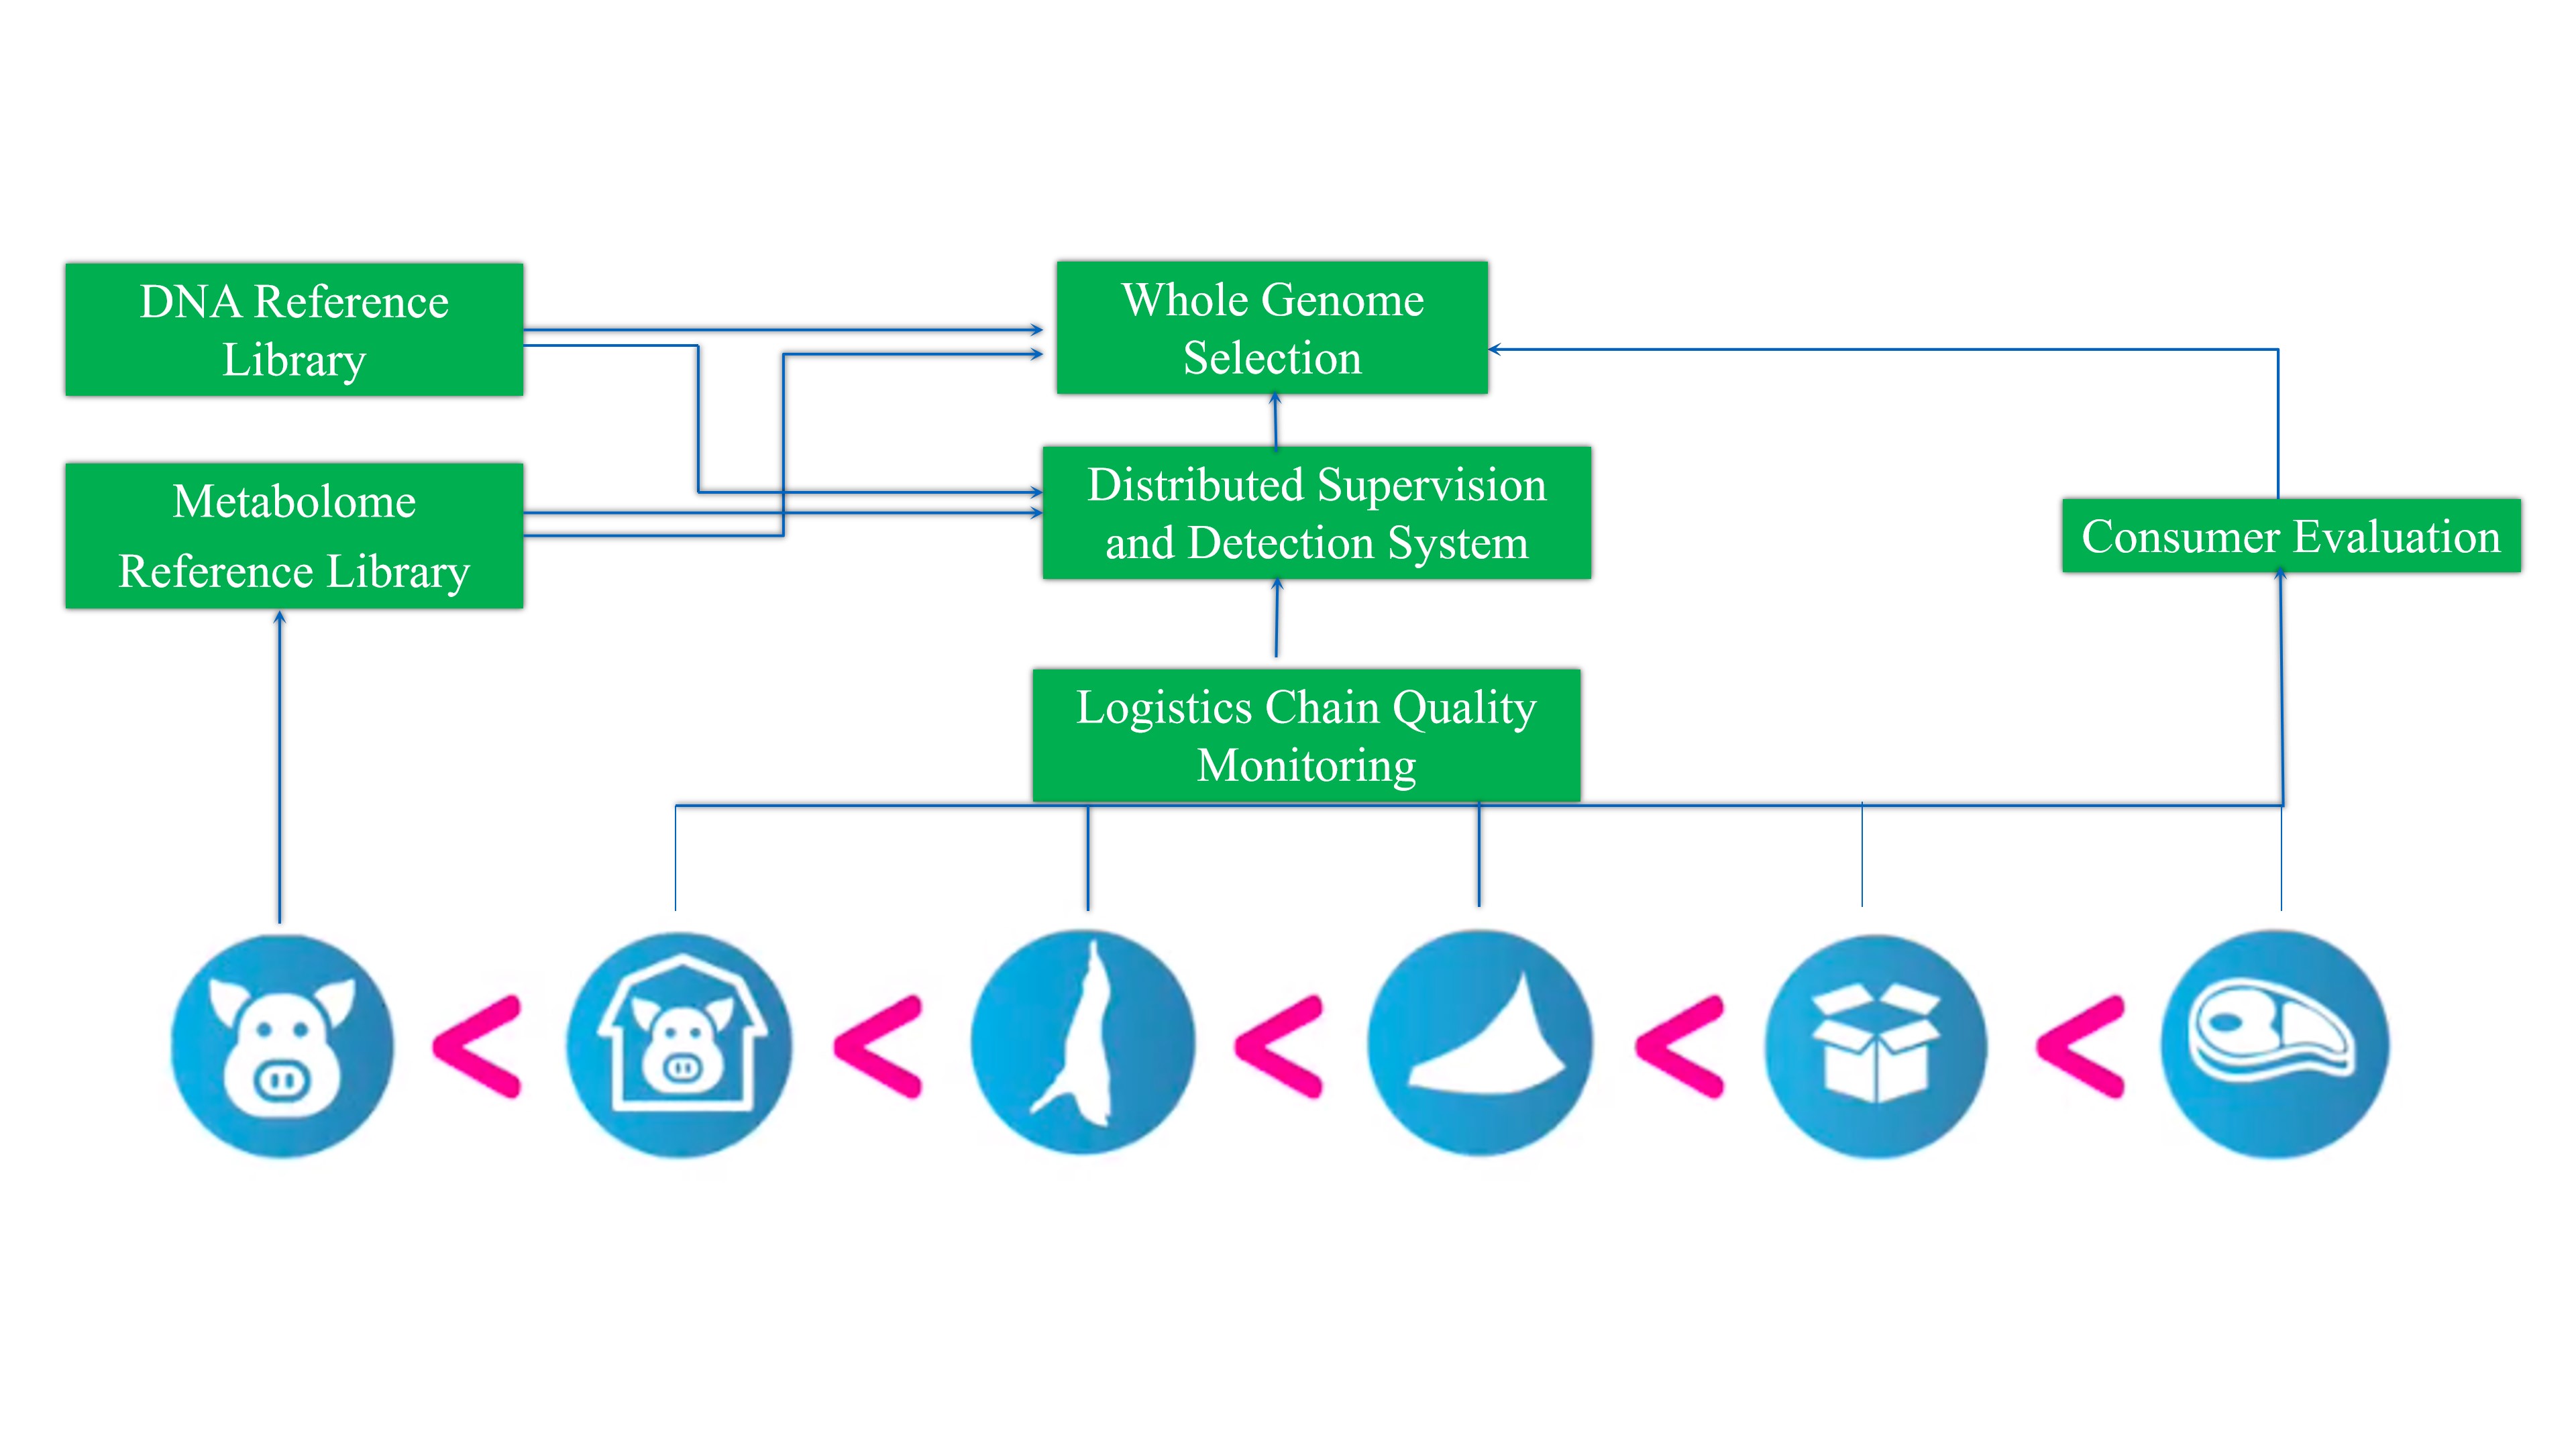 DNA Reference
Library
Whole Genome
Selection
Metabolome
Reference Library
Distributed Supervision
and Detection System
Consumer Evaluation
Logistics Chain Quality
Monitoring